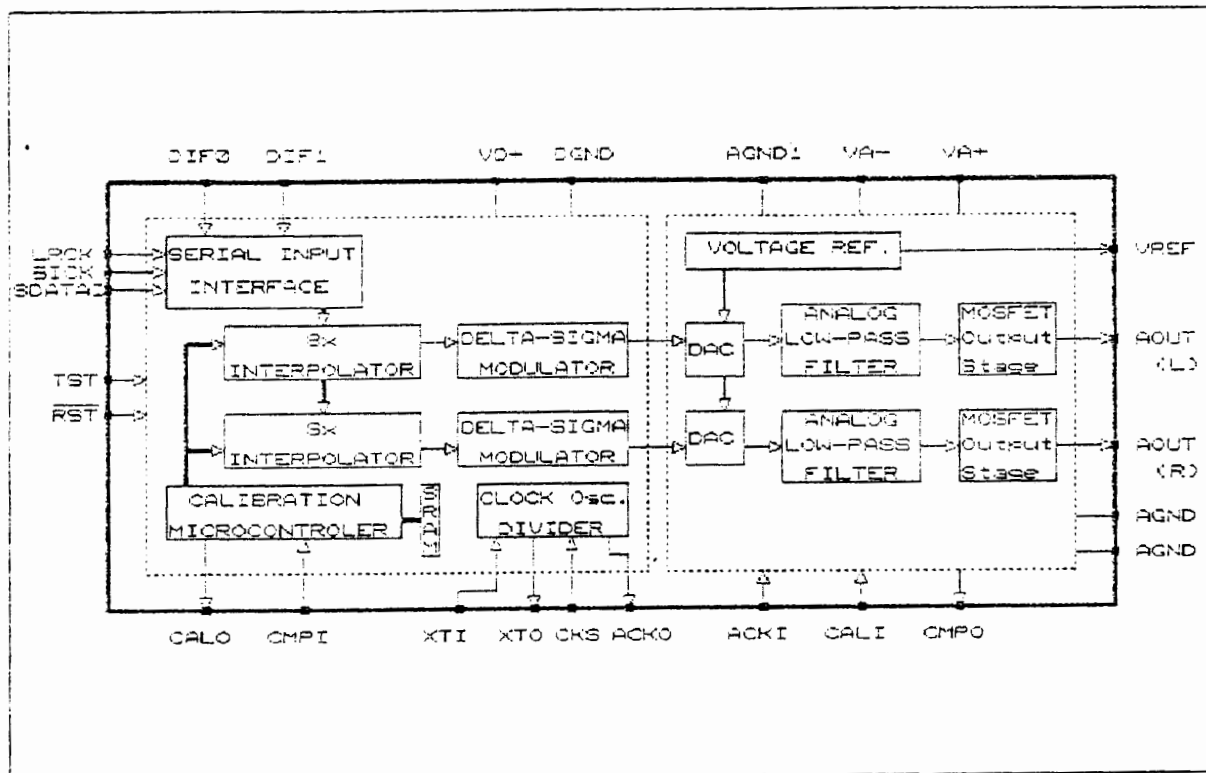 DIF0 DIF1 VD+ DGND AGND1 VA- VA+
LRCK
SICK
SDATAI
SERIAL INPUT
INTERFACE
VOLTAGE REF.
VREF
8x
INTERPOLATOR
DELTA-SIGMA
MODULATOR
DAC
ANALOG
LOW-PASS
FILTER
MOSFET
Output
Stage
AOUT
(L)
TST
RST
8x
INTERPOLATOR
DELTA-SIGMA
MODULATOR
DAC
ANALOG
LOW-PASS
FILTER
MOSFET
Output
Stage
AOUT
(R)
CALIBRATION
MICROCONTROLER
SRAM
CLOCK Osc.
DIVIDER
AGND
AGND
CALO CMPI XTI XTO CKS ACKO ACKI CALI CMPO